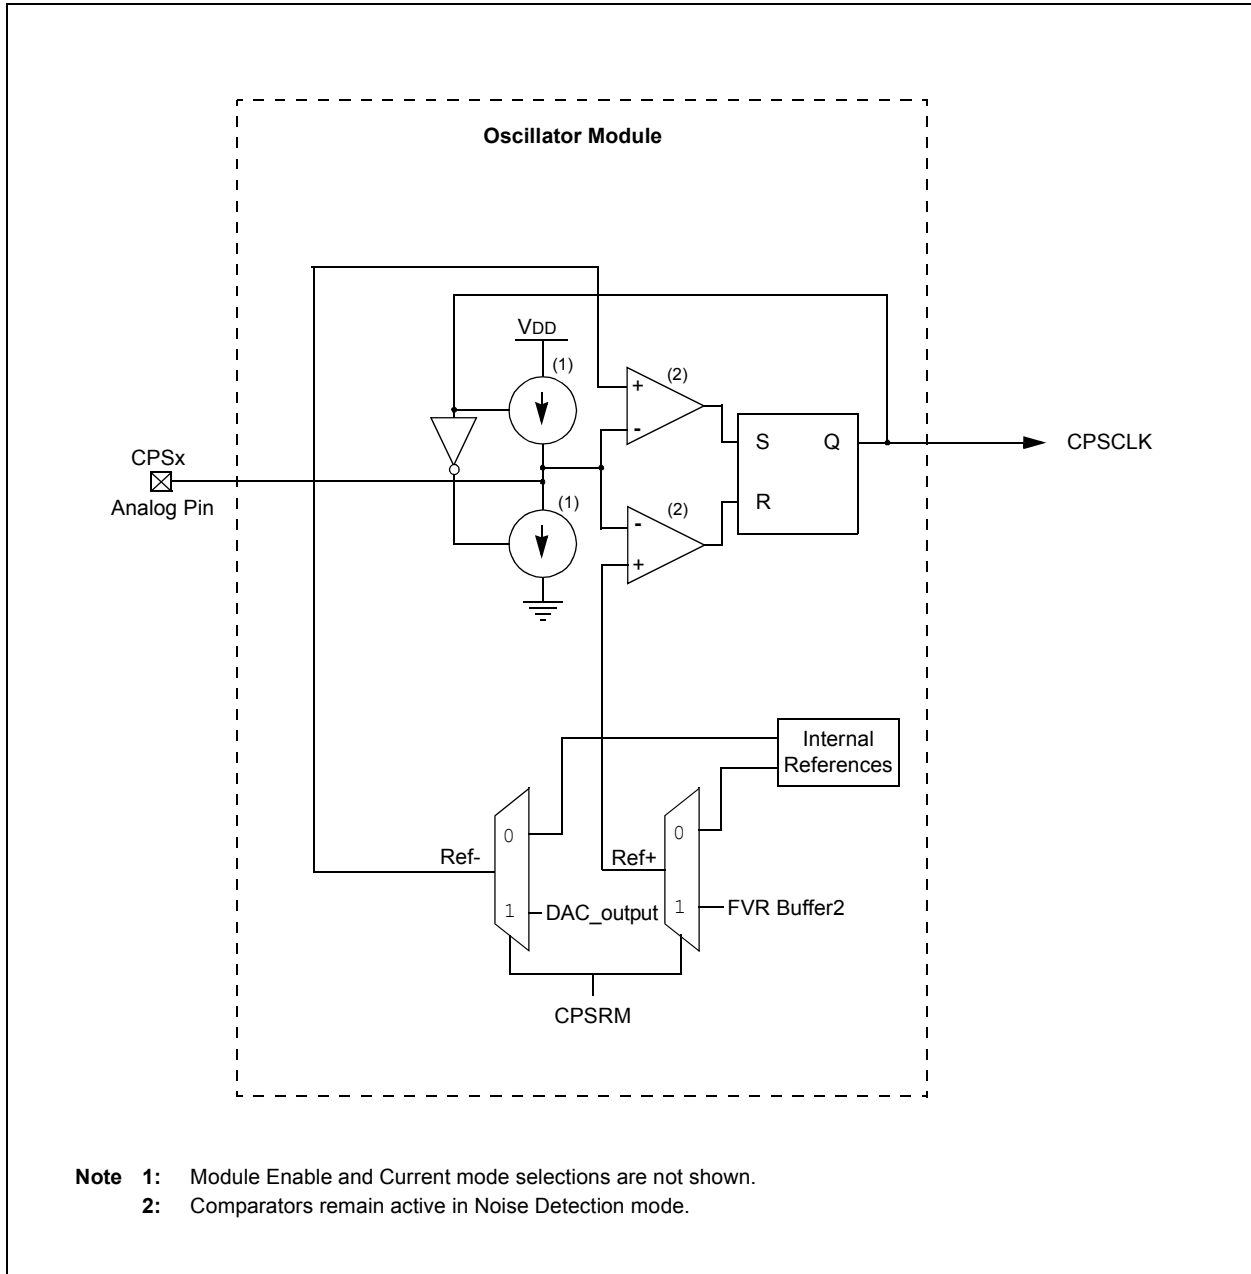 Oscillator Module
VDD
(1)
(2)
+
-
S Q
CPSCLK
CPSx
Analog Pin
(1)
(2)
R
-
+
Internal
References
0
0
Ref-
Ref+
1
DAC_output
1
FVR Buffer2
CPSRM
Note 1: Module Enable and Current mode selections are not shown.
2: Comparators remain active in Noise Detection mode.